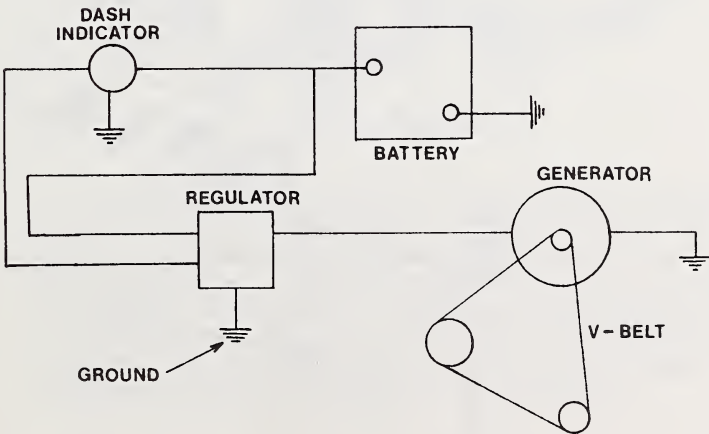 DASH
INDICATOR
BATTERY
GENERATOR
REGULATOR
V-BELT
GROUND